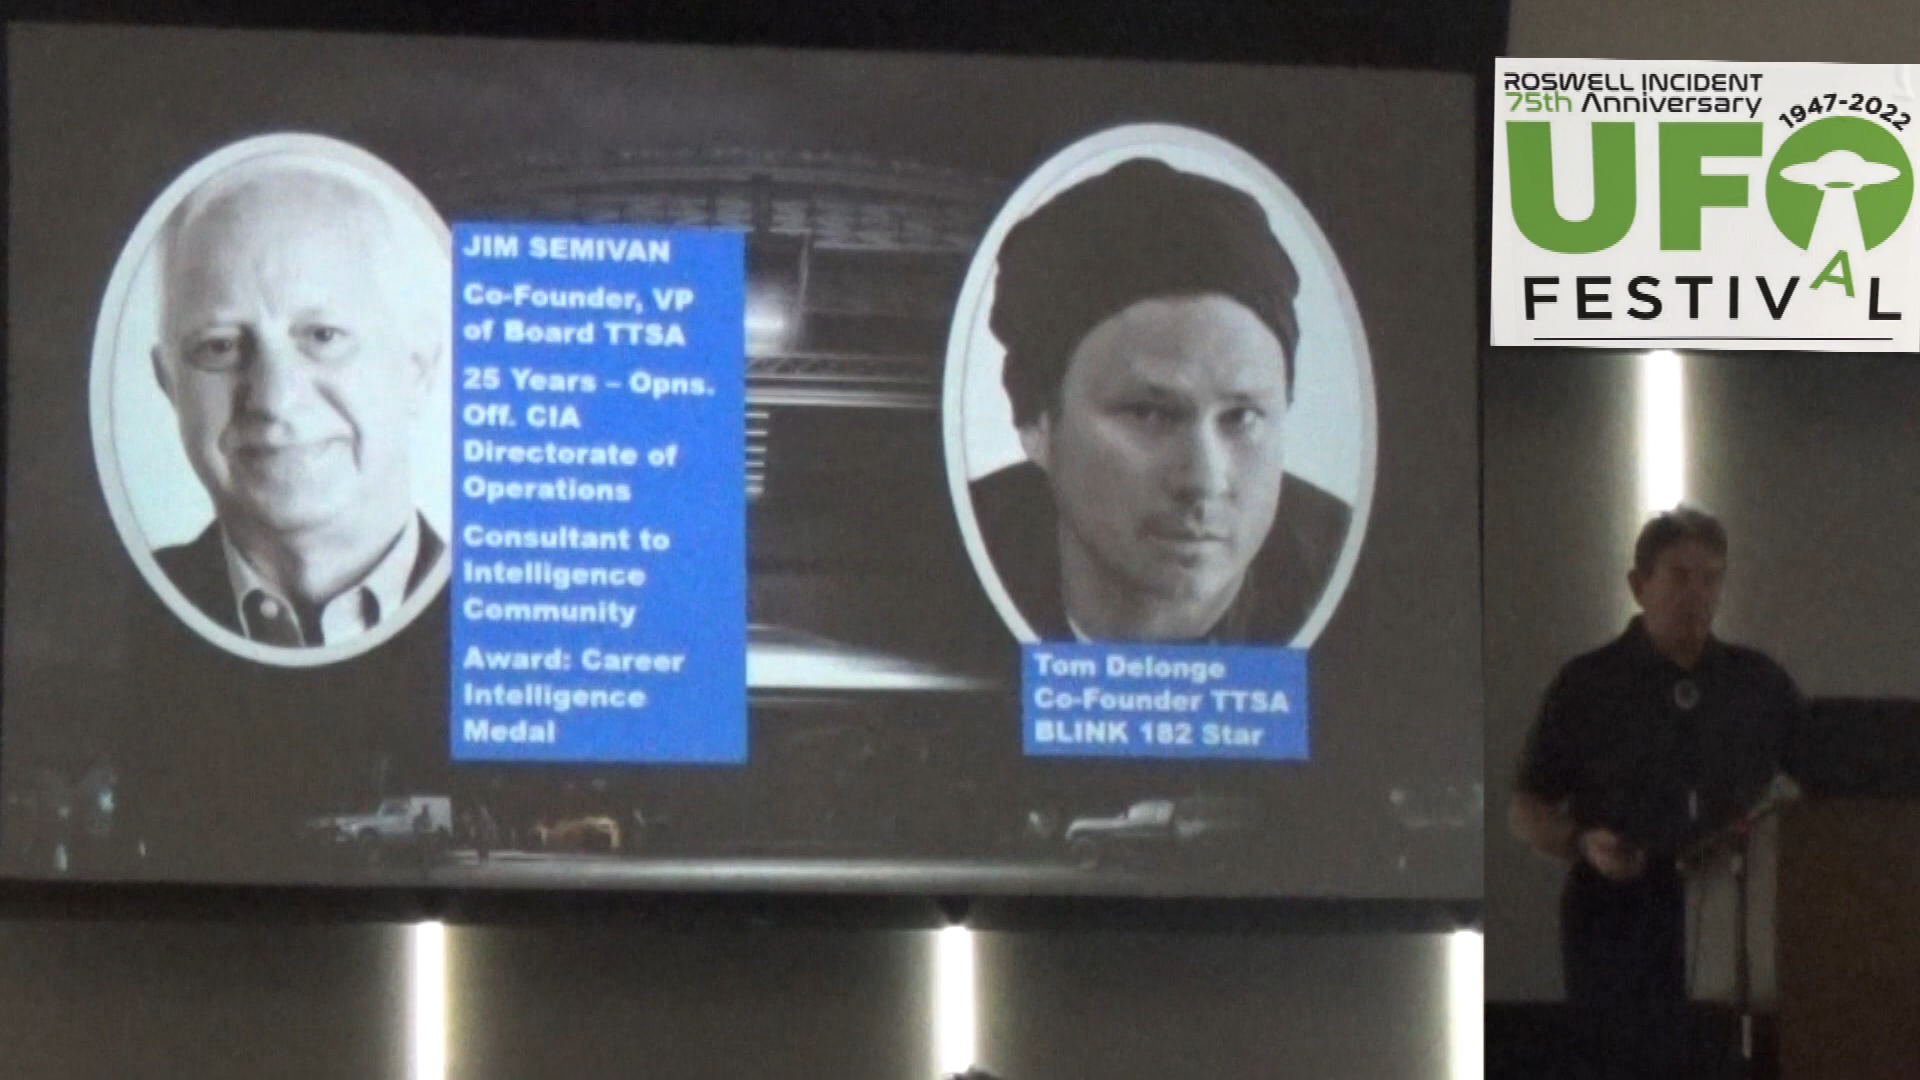 JIM SEMIVAN
Co-Founder, VP
of Board TTSA
25 Years – Opns.
Off. CIA
Directorate of
Operations
Consultant to
Intelligence
Community
Award: Career
Intelligence
Medal
Tom Delonge
Co-Founder TTSA
BLINK 182 Star
ROSWELL INCIDENT
75th Anniversary
1947-2022
UFO
FESTIVAL